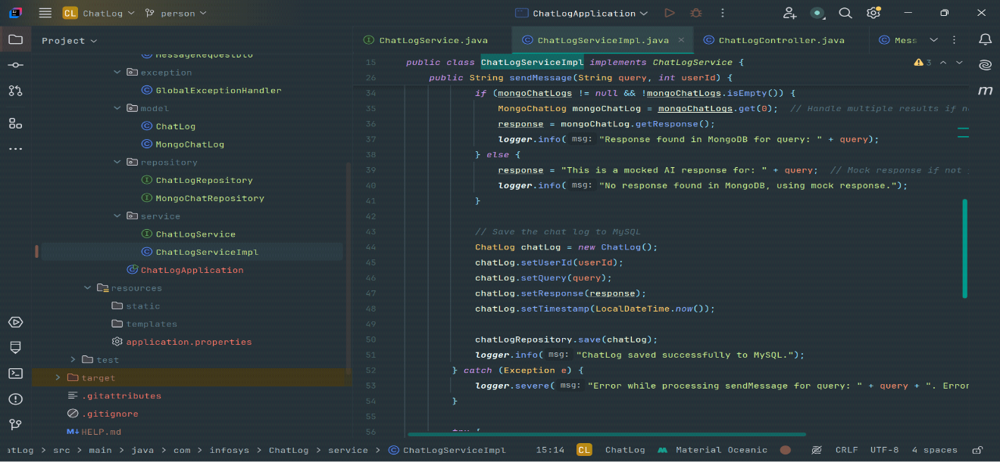 CL ChatLog person ChatLogApplication
Project
ChatLogService.java ChatLogServiceImpl.java ChatLogController.java Mess
MessageRequestDto
exception
GlobalExceptionHandler
model
ChatLog
MongoChatLog
repository
ChatLogRepository
MongoChatRepository
service
ChatLogService
ChatLogServiceImpl
ChatLogApplication
resources
static
templates
application.properties
test
target
.gitattributes
.gitignore
M↓ HELP.md
15 public class ChatLogServiceImpl implements ChatLogService { 3
26 public String sendMessage(String query, int userId) {
34 if (mongoChatLogs != null && !mongoChatLogs.isEmpty()) {
35 MongoChatLog mongoChatLog = mongoChatLogs.get(0); // Handle multiple results if
36 response = mongoChatLog.getResponse();
37 logger.info( msg: "Response found in MongoDB for query: " + query);
38 } else {
39 response = "This is a mocked AI response for: " + query; // Mock response if not
40 logger.info( msg: "No response found in MongoDB, using mock response.");
41 }
42
43 // Save the chat log to MySQL
44 ChatLog chatLog = new ChatLog();
45 chatLog.setUserId(userId);
46 chatLog.setQuery(query);
47 chatLog.setResponse(response);
48 chatLog.setTimestamp(LocalDateTime.now());
49
50 chatLogRepository.save(chatLog);
51 logger.info( msg: "ChatLog saved successfully to MySQL.");
52 } catch (Exception e) {
53 logger.severe( msg: "Error while processing sendMessage for query: " + query + ". Error
54 }
55
56 try {
atLog > src > main > java > com > infosys > ChatLog > service > ChatLogServiceImpl 15:14 CL ChatLog Material Oceanic CRLF UTF-8 4 spaces